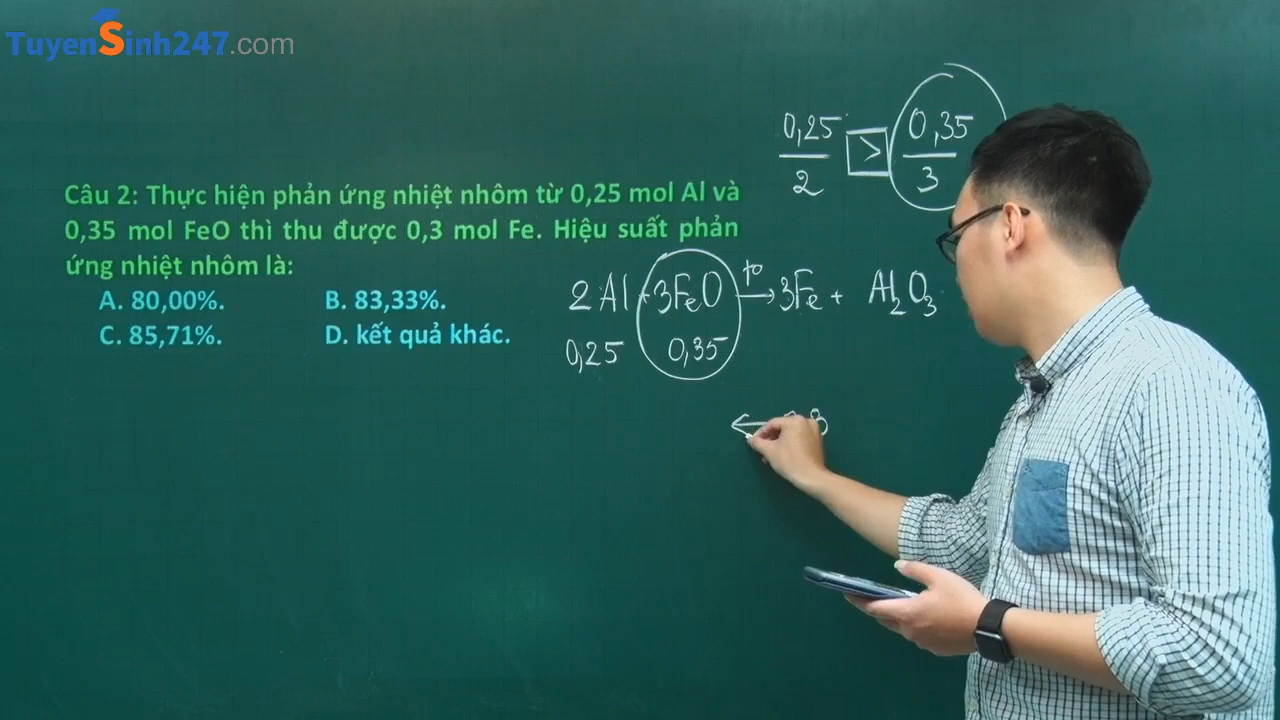 TuyenSinh247.com
0,25 > 0,35
2 3
Câu 2: Thực hiện phản ứng nhiệt nhôm từ 0,25 mol Al và
0,35 mol FeO thì thu được 0,3 mol Fe. Hiệu suất phản
ứng nhiệt nhôm là:
A. 80,00%. B. 83,33%.
C. 85,71%. D. kết quả khác.
2Al + 3FeO t° → 3Fe + Al2O3
0,25 0,35
←